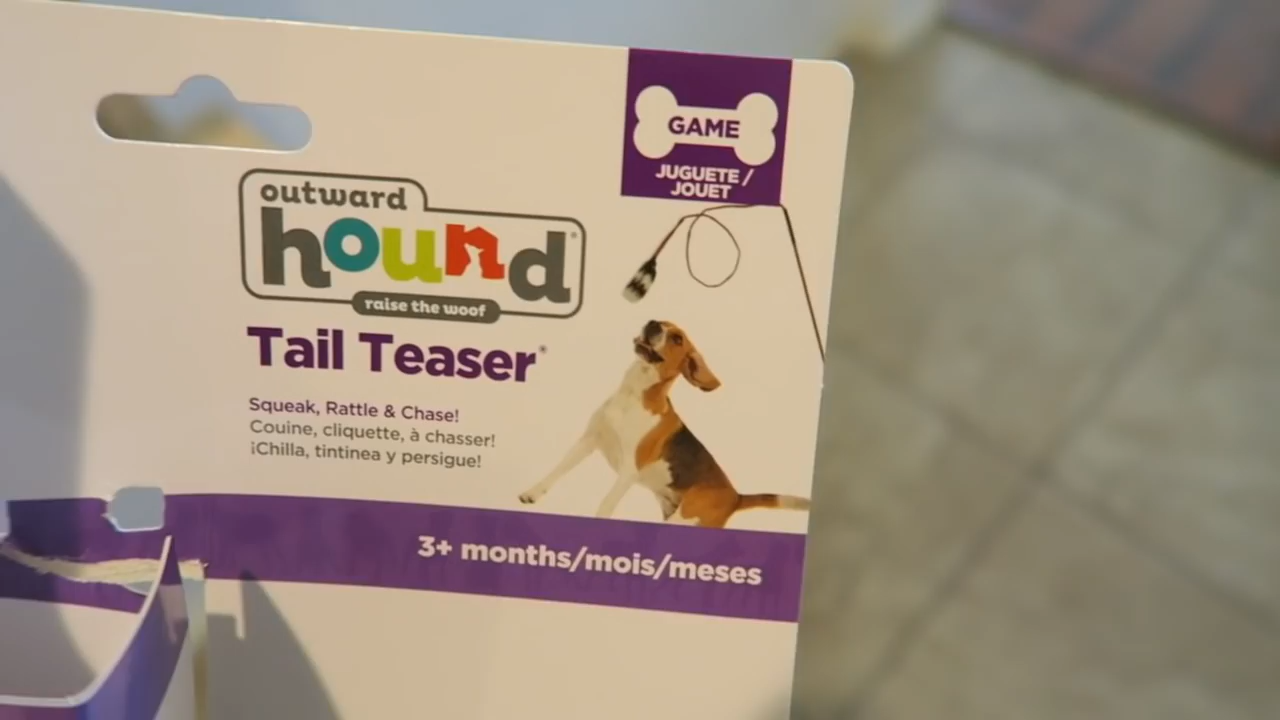 GAME
JUGUETE /
JOUET
outward
hound®
raise the woof
Tail Teaser®
Squeak, Rattle & Chase!
Couine, cliquette, à chasser!
¡Chilla, tintinea y persigue!
3+ months/mois/meses